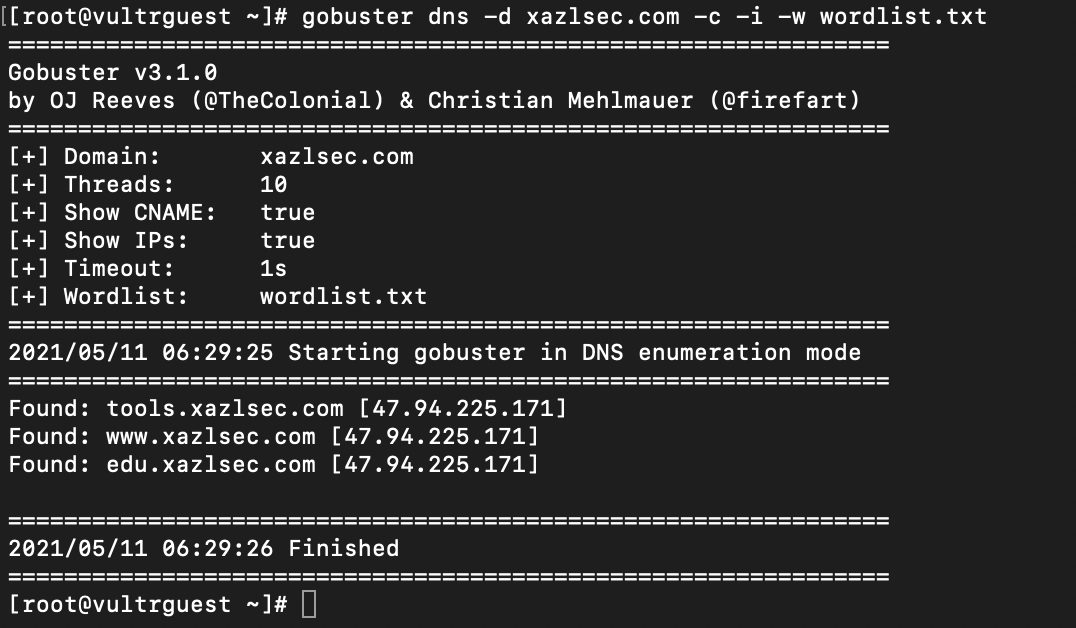 [[root@vultrguest ~]# gobuster dns -d xazlsec.com -c -i -w wordlist.txt
===============================================================
Gobuster v3.1.0
by OJ Reeves (@TheColonial) & Christian Mehlmauer (@firefart)
===============================================================
[+] Domain:       xazlsec.com
[+] Threads:      10
[+] Show CNAME:   true
[+] Show IPs:     true
[+] Timeout:      1s
[+] Wordlist:     wordlist.txt
===============================================================
2021/05/11 06:29:25 Starting gobuster in DNS enumeration mode
===============================================================
Found: tools.xazlsec.com [47.94.225.171]
Found: www.xazlsec.com [47.94.225.171]
Found: edu.xazlsec.com [47.94.225.171]
===============================================================
2021/05/11 06:29:26 Finished
===============================================================
[root@vultrguest ~]#